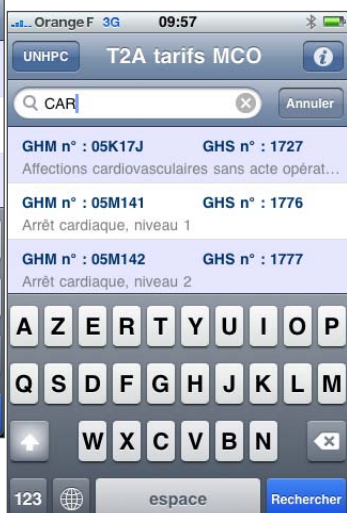 Orange F 3G 09:57
UNHPC T2A tarifs MCO i
CAR Annuler
GHM n° : 05K17J GHS n° : 1727
Affections cardiovasculaires sans acte opérat...
GHM n° : 05M141 GHS n° : 1776
Arrêt cardiaque, niveau 1
GHM n° : 05M142 GHS n° : 1777
Arrêt cardiaque, niveau 2
A Z E R T Y U I O P
Q S D F G H J K L M
W X C V B N
123 espace Rechercher